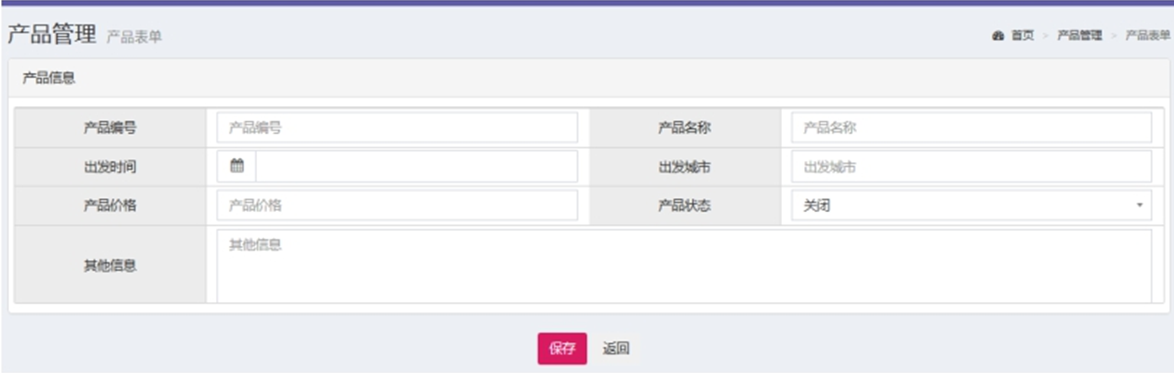 产品管理 产品表单
首页 > 产品管理 > 产品表单
产品信息
产品编号 产品编号 产品名称 产品名称
出发时间 出发城市 出发城市
产品价格 产品价格 产品状态 关闭
其他信息 其他信息
保存 返回